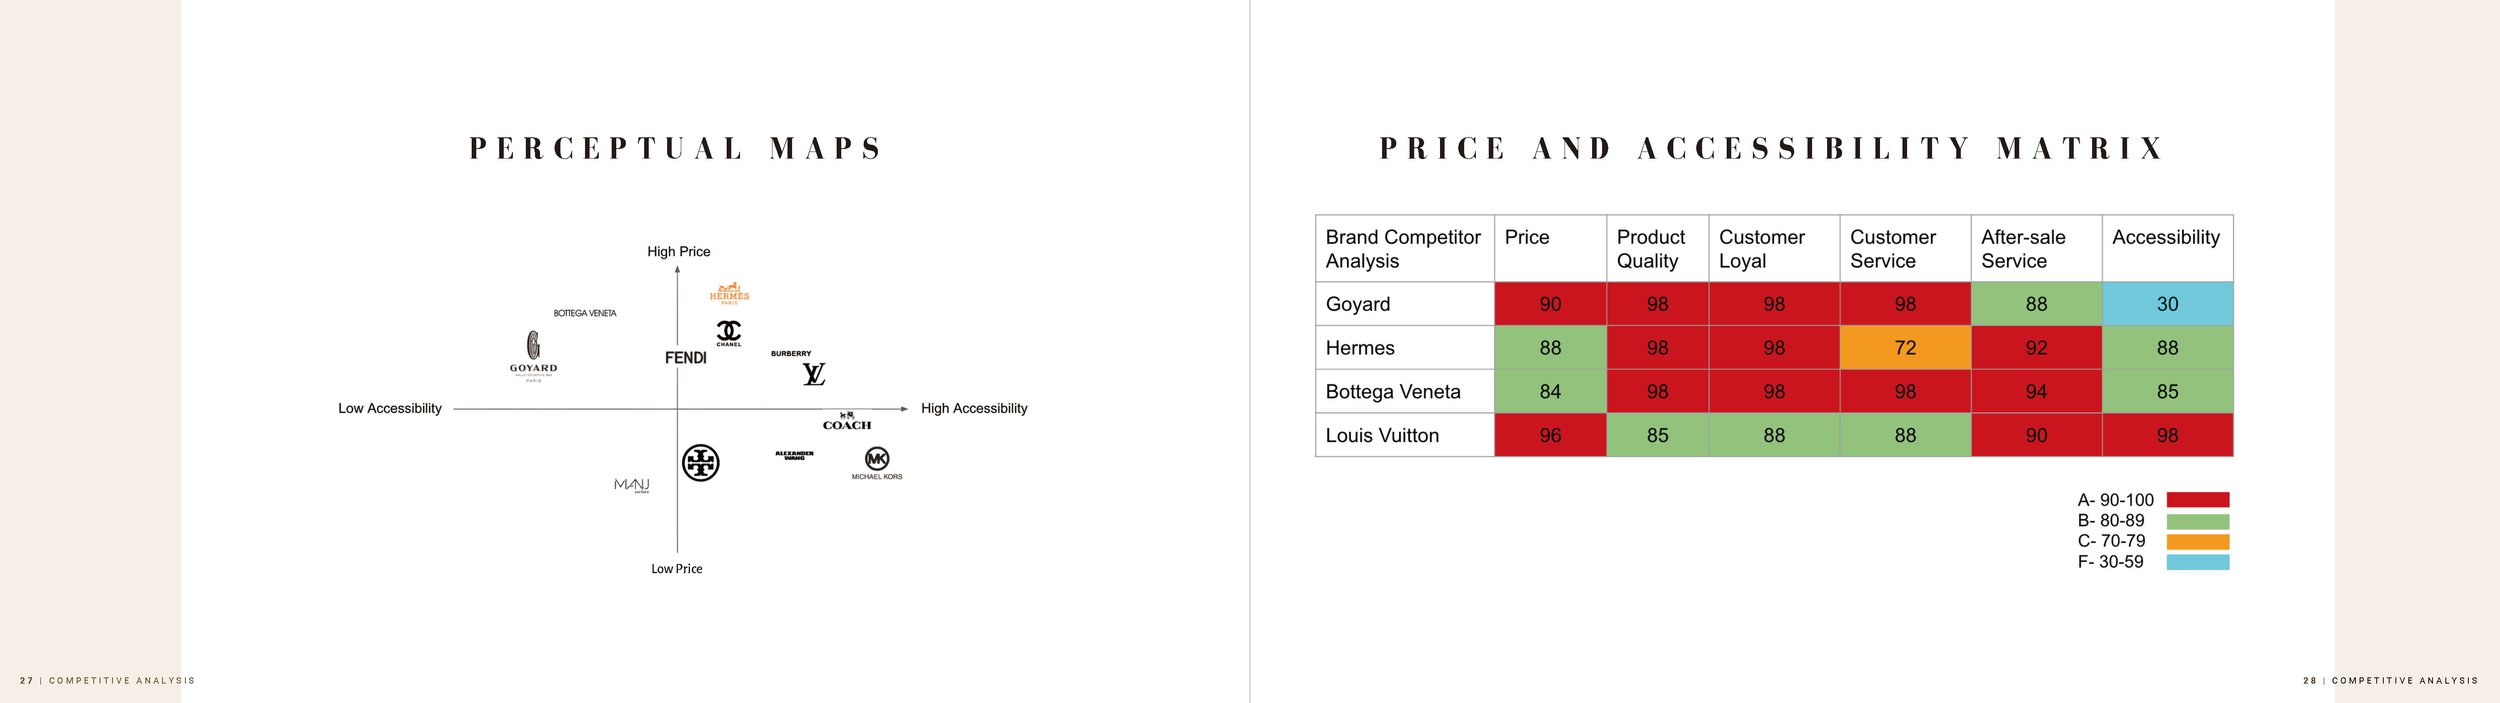 PERCEPTUAL MAPS
High Price
HERMES
PARIS
BOTTEGA VENETA
CHANEL
BURBERRY
FENDI
GOYARD
PARIS
LV
Low Accessibility
High Accessibility
COACH
ALEXANDER
WANG
MK
MICHAEL KORS
MANU
atelier
Low Price
27 | COMPETITIVE ANALYSIS
PRICE AND ACCESSIBILITY MATRIX
Brand Competitor Analysis Price Product Quality Customer Loyal Customer Service After-sale Service Accessibility
Goyard 90 98 98 98 88 30
Hermes 88 98 98 72 92 88
Bottega Veneta 84 98 98 98 94 85
Louis Vuitton 96 85 88 88 90 98
A- 90-100
B- 80-89
C- 70-79
F- 30-59
28 | COMPETITIVE ANALYSIS